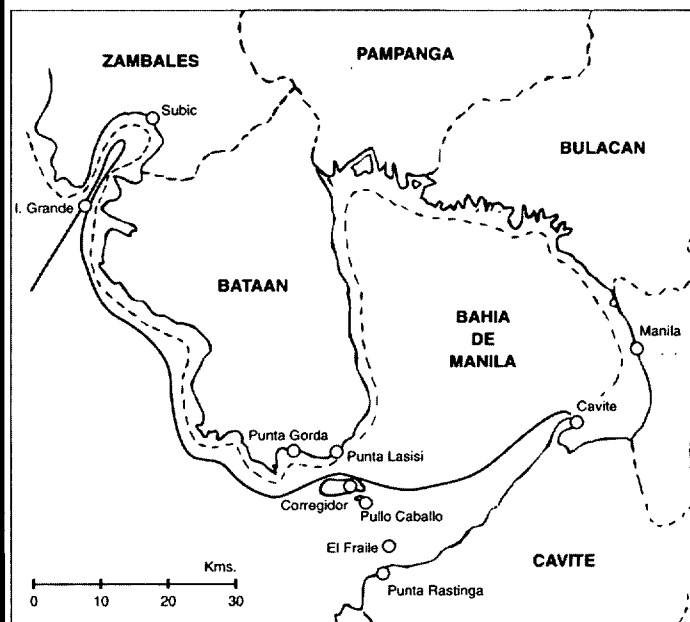 ZAMBALES
PAMPANGA
Subic
BULACAN
I. Grande
BATAAN
BAHIA
DE
MANILA
Manila
Cavite
Punta Gorda
Punta Lasisi
Corregidor
Pullo Caballo
El Fraile
CAVITE
Kms.
Punta Rastinga
0 10 20 30